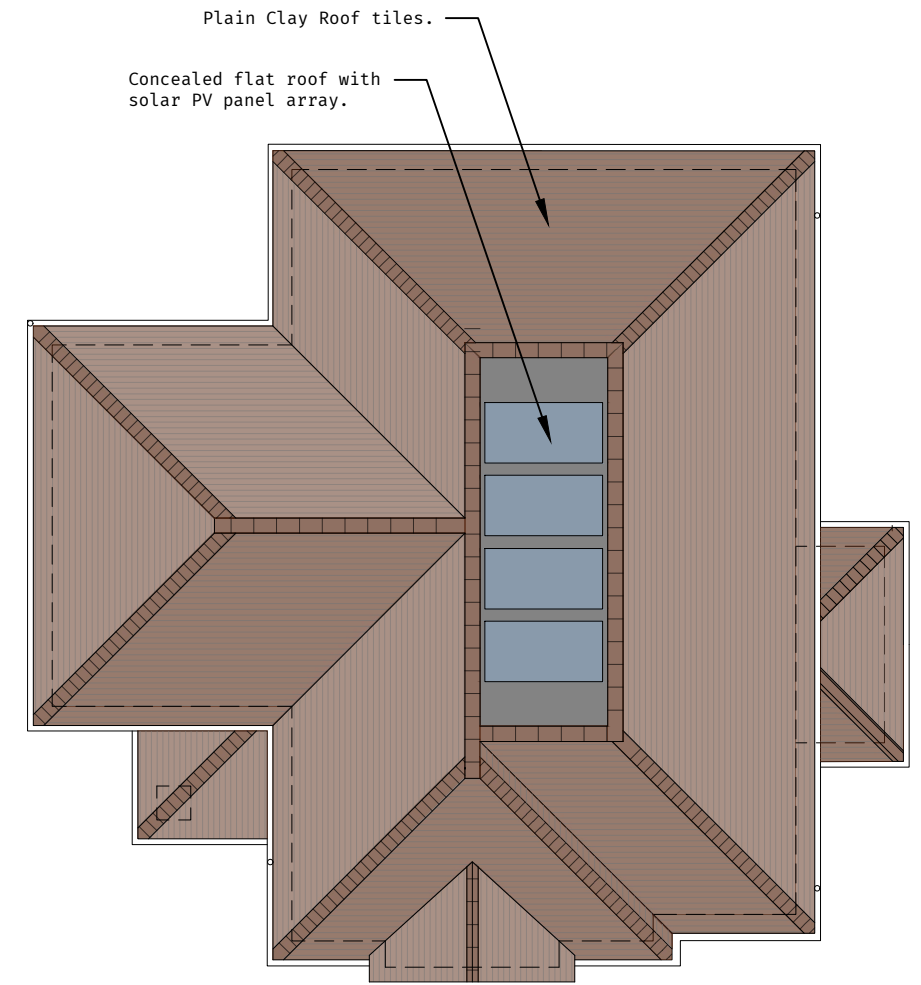 Plain Clay Roof tiles.
Concealed flat roof with
solar PV panel array.